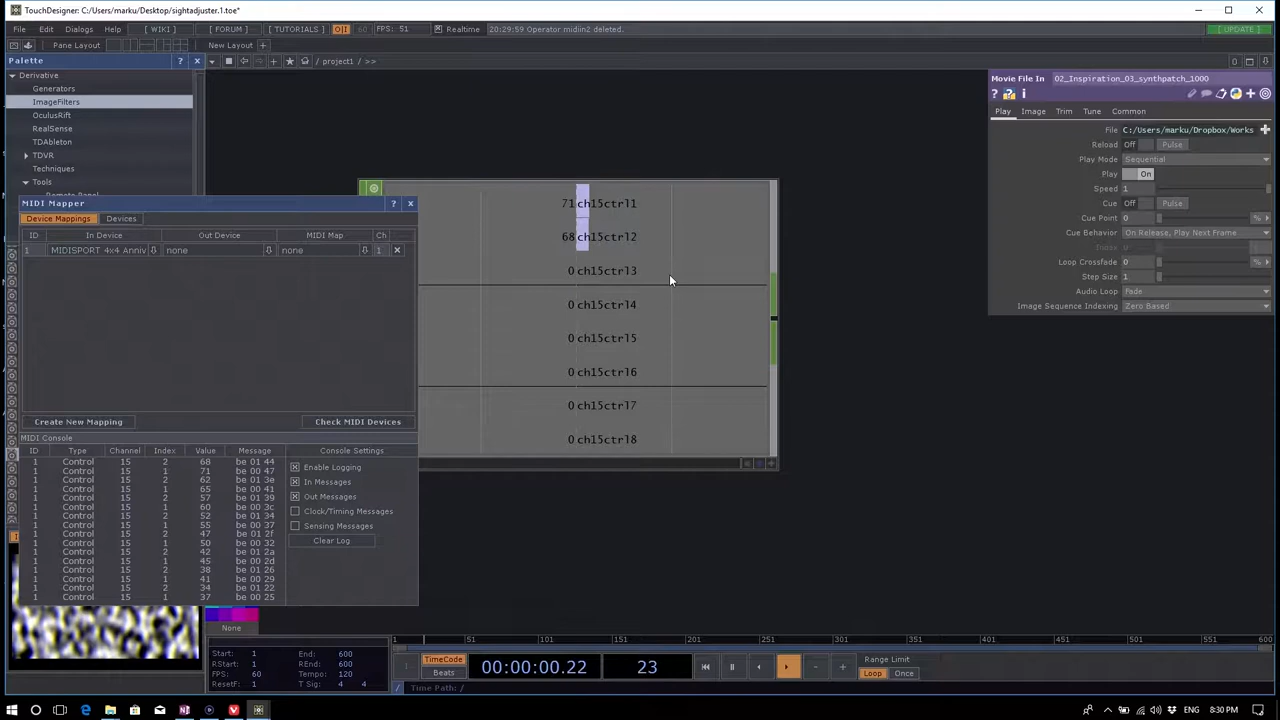 TouchDesigner: C:/Users/marku/Desktop/sightadjuster.1.toe*
File Edit Dialogs Help [ WIKI ] [ FORUM ] [ TUTORIALS ] O|I 60 FPS: 51 Realtime 20:29:59 Operator midiin2 deleted. [ UPDATE ]
Pane Layout New Layout +
Palette ? x / project1 / >>
Derivative
Generators
ImageFilters
OculusRift
RealSense
TDAbleton
TDVR
Techniques
Tools
MIDI Mapper ? x
Device Mappings Devices
ID In Device Out Device MIDI Map Ch
1 MIDISPORT 4x4 Anniv none none 1 x
Create New Mapping Check MIDI Devices
MIDI Console
ID Type Channel Index Value Message Console Settings
1 Control 15 2 68 be 01 44
1 Control 15 1 71 be 00 47
1 Control 15 2 62 be 01 3e
1 Control 15 1 65 be 00 41
1 Control 15 2 57 be 01 39
1 Control 15 1 60 be 00 3c
1 Control 15 2 52 be 01 34
1 Control 15 1 55 be 00 37
1 Control 15 2 47 be 01 2f
1 Control 15 1 50 be 00 32
1 Control 15 2 42 be 01 2a
1 Control 15 1 45 be 00 2d
1 Control 15 2 38 be 01 26
1 Control 15 1 41 be 00 29
1 Control 15 2 34 be 01 22
1 Control 15 1 37 be 00 25
Enable Logging
In Messages
Out Messages
Clock/Timing Messages
Sensing Messages
Clear Log
71 ch15ctrl1
68 ch15ctrl2
0 ch15ctrl3
0 ch15ctrl4
0 ch15ctrl5
0 ch15ctrl6
0 ch15ctrl7
0 ch15ctrl8
Movie File In 02_Inspiration_03_synthpatch_1000
Play Image Trim Tune Common
File C:/Users/marku/Dropbox/Works
Reload Off Pulse
Play Mode Sequential
Play On
Speed 1
Cue Off Pulse
Cue Point 0 %
Cue Behavior On Release, Play Next Frame
Loop Crossfade 0 %
Step Size 1
Audio Loop Fade
Image Sequence Indexing Zero Based
None
1 51 101 151 201 251 301 351 401 451 501 551 600
Start: 1 End: 600
RStart: 1 REnd: 600
FPS: 60 Tempo: 120
ResetF: 1 T Sig: 4 4
TimeCode
Beats
00:00:00.22 23
Range Limit
Loop Once
/ Time Path: /
ENG 8:30 PM